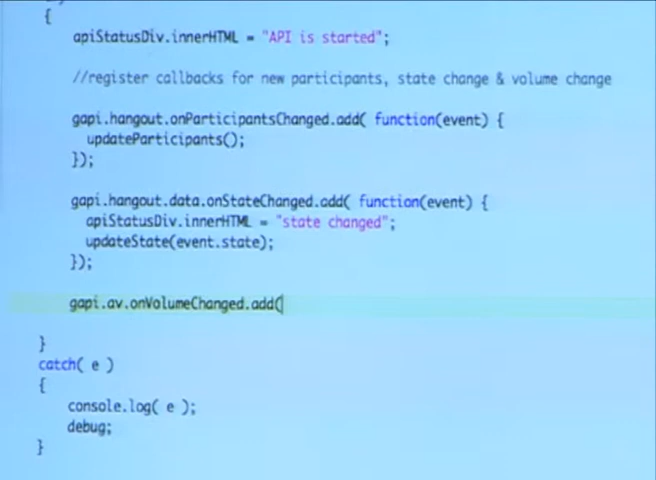 {
apiStatusDiv.innerHTML = "API is started";
//register callbacks for new participants, state change & volume change
gapi.hangout.onParticipantsChanged.add( function(event) {
updateParticipants();
});
gapi.hangout.data.onStateChanged.add( function(event) {
apiStatusDiv.innerHTML = "state changed";
updateState(event.state);
});
gapi.av.onVolumeChanged.add(
}
catch( e )
{
console.log( e );
debug;
}